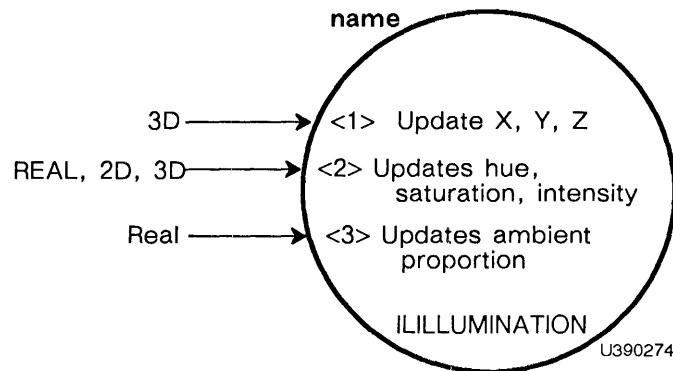 name
3D <1> Update X, Y, Z
REAL, 2D, 3D <2> Updates hue,
saturation, intensity
Real <3> Updates ambient
proportion
ILILLUMINATION
U390274